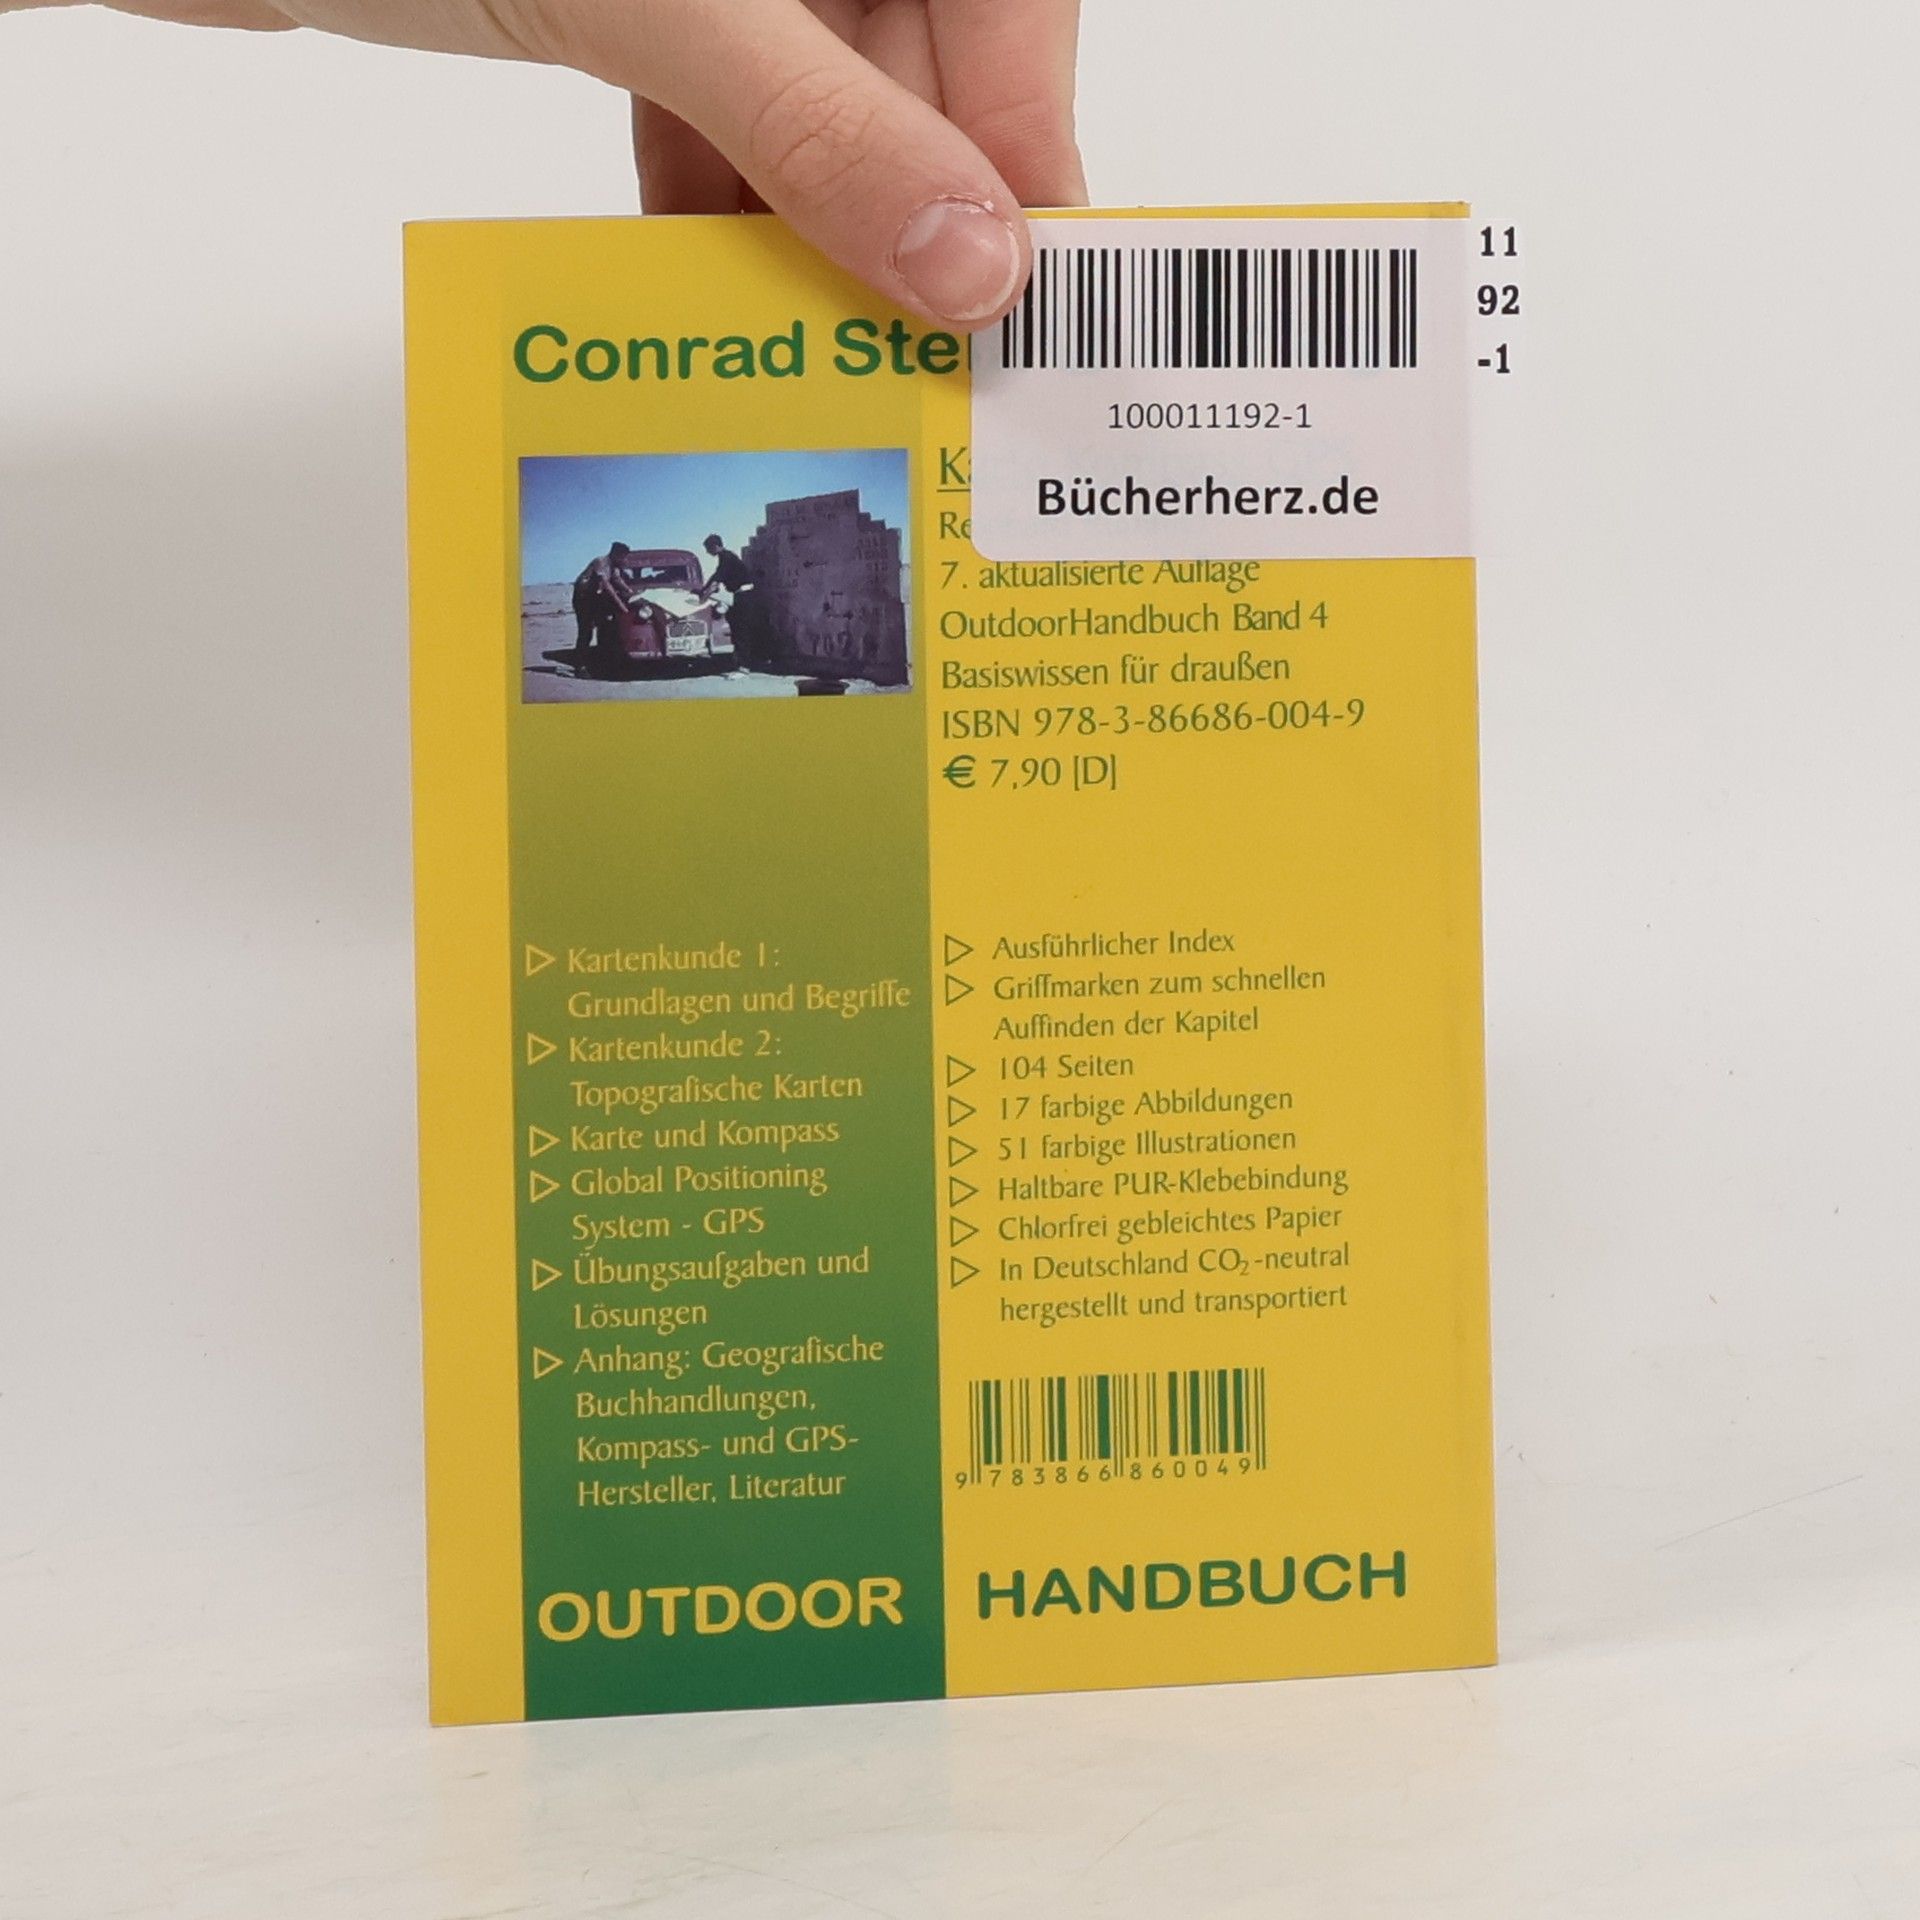 11
92
-1
100011192-1
Bücherherz.de
Conrad
7. aktualisierte Auflage
OutdoorHandbuch Band 4
Basiswissen für draußen
ISBN 978-3-86686-004-9
€ 7,90 [D]
Kartenkunde 1:
Grundlagen und Begriffe
Kartenkunde 2:
Topografische Karten
Karte und Kompass
Global Positioning
System - GPS
Übungsaufgaben und
Lösungen
Anhang: Geografische
Buchhandlungen,
Kompass- und GPS-
Hersteller, Literatur
Ausführlicher Index
Griffmarken zum schnellen
Auffinden der Kapitel
104 Seiten
17 farbige Abbildungen
51 farbige Illustrationen
Haltbare PUR-Klebebindung
Chlorfrei gebleichtes Papier
In Deutschland CO₂-neutral
hergestellt und transportiert
9 783866 860049
OUTDOOR HANDBUCH